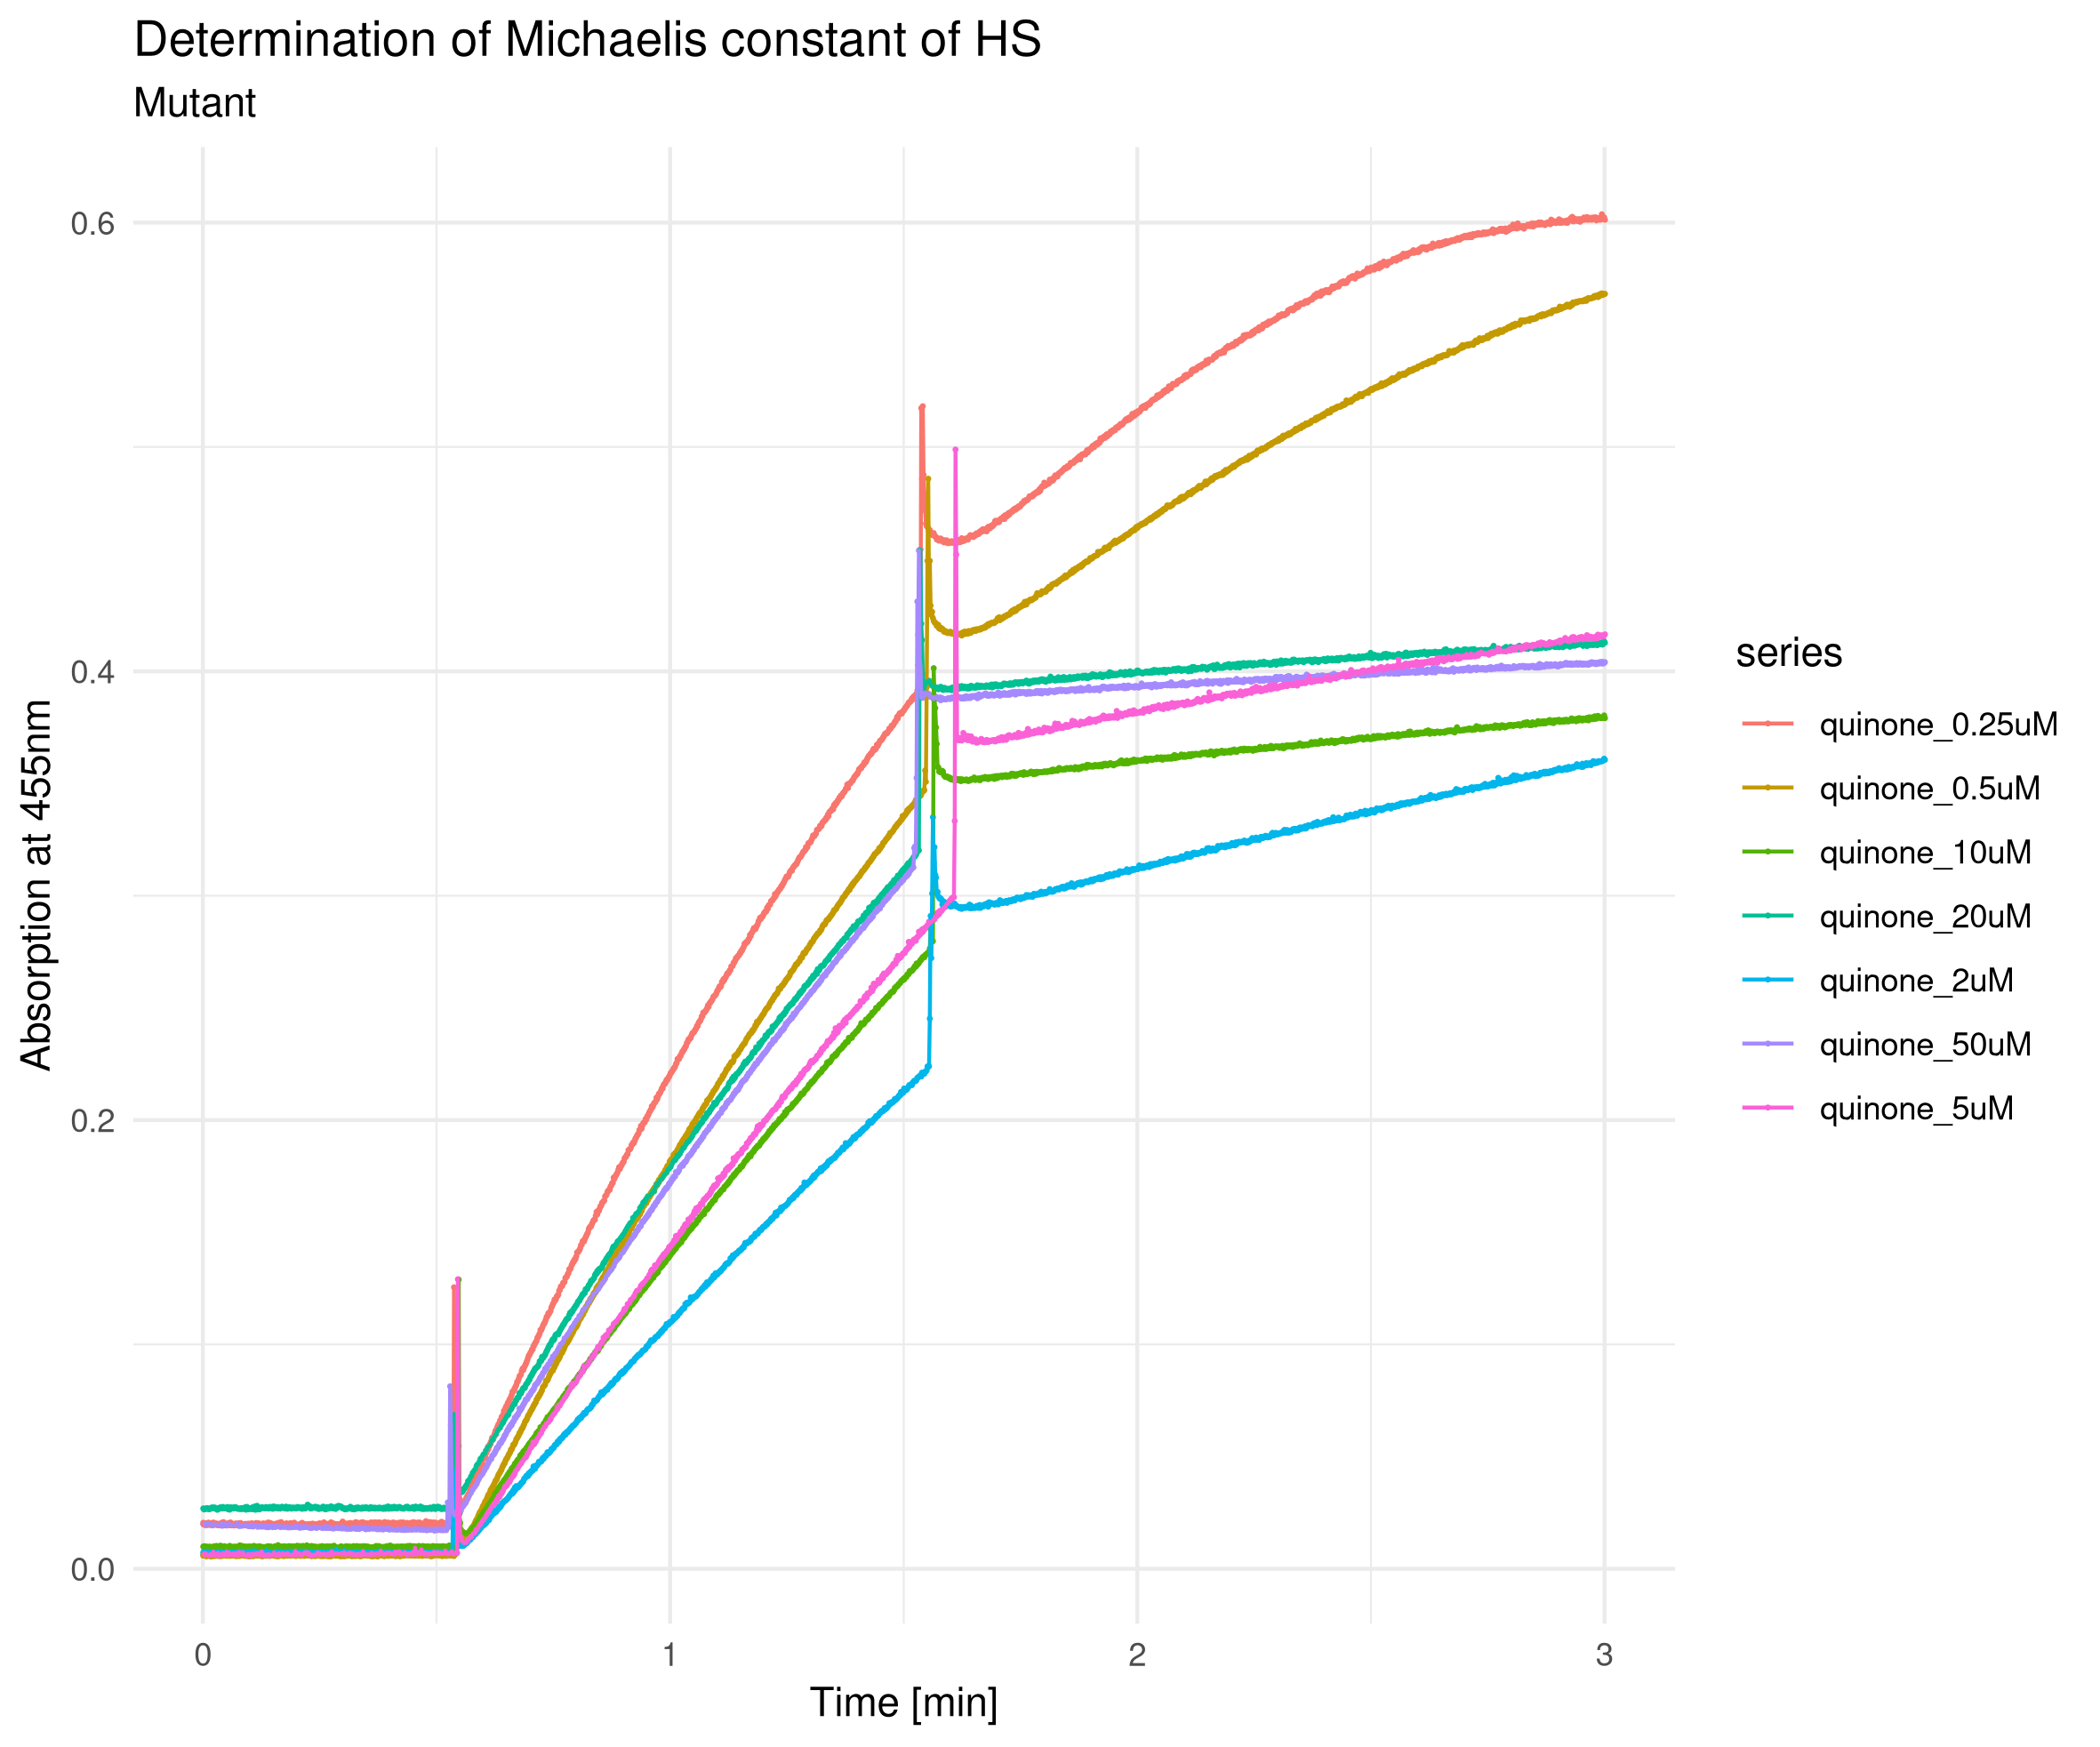 Determination of Michaelis constant of HS
Mutant
Absorption at 455nm
0.6
0.4
0.2
0.0
0
1
2
3
Time [min]
series
quinone_0.25uM
quinone_0.5uM
quinone_10uM
quinone_20uM
quinone_2uM
quinone_50uM
quinone_5uM